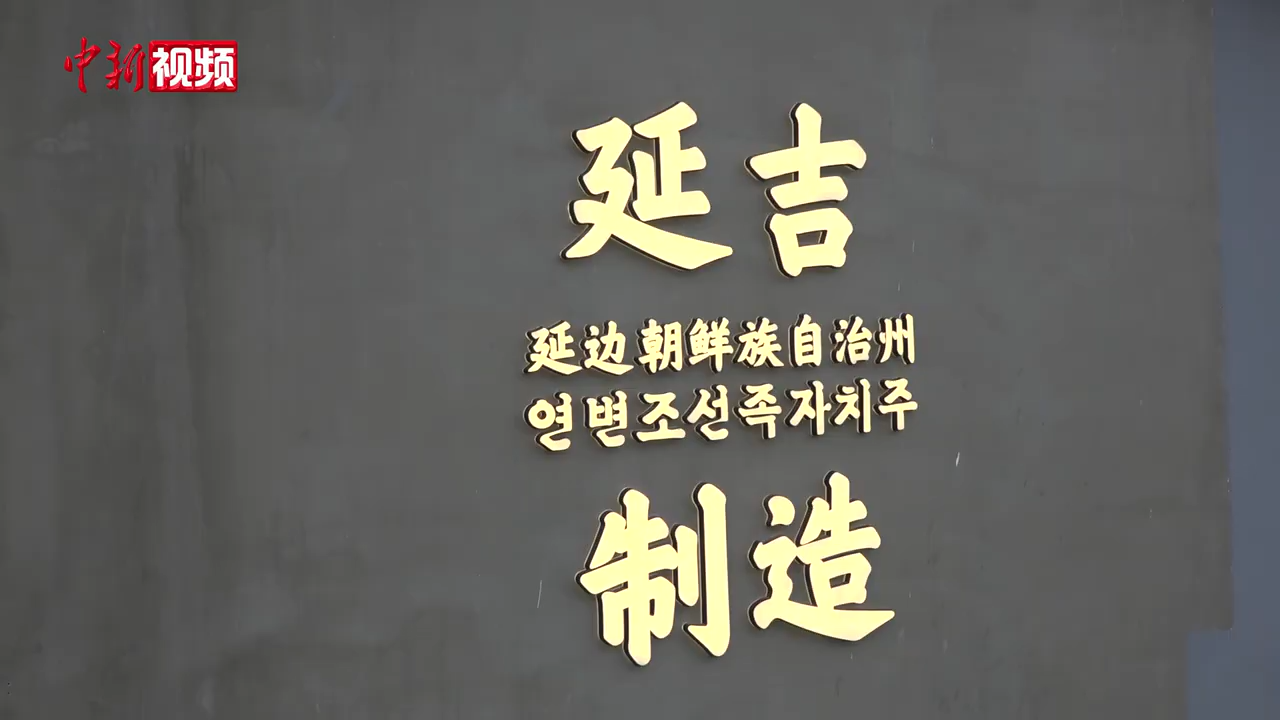 中新视频
延吉
延边朝鲜族自治州
연변조선족자치주
制造